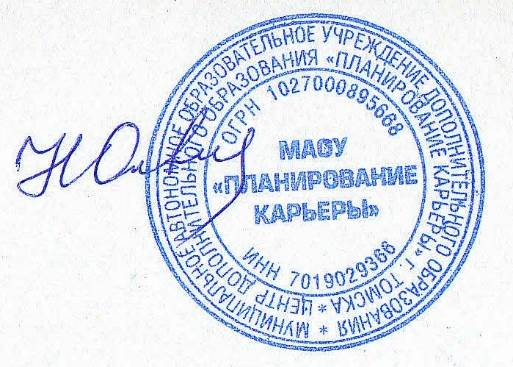 МУНИЦИПАЛЬНОЕ АВТОНОМНОЕ ОБРАЗОВАТЕЛЬНОЕ УЧРЕЖДЕНИЕ ДОПОЛНИТЕЛЬНОГО ОБРАЗОВАНИЯ *
ЦЕНТР ДОПОЛНИТЕЛЬНОГО ОБРАЗОВАНИЯ «ПЛАНИРОВАНИЕ КАРЬЕРЫ» г. ТОМСКА *
ОГРН 1027000895668
МАОУ
«ПЛАНИРОВАНИЕ
КАРЬЕРЫ»
ИНН 7019029366